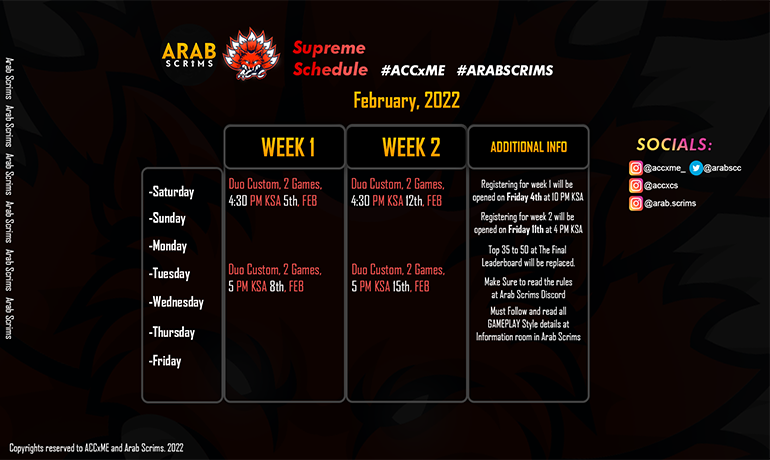 ARAB
SCRIMS
ACC
Supreme
Schedule #ACCxME #ARABSCRIMS
February, 2022
WEEK 1
WEEK 2
ADDITIONAL INFO
-Saturday
-Sunday
-Monday
-Tuesday
-Wednesday
-Thursday
-Friday
Duo Custom, 2 Games,
4:30 PM KSA 5th, FEB
Duo Custom, 2 Games,
5 PM KSA 8th, FEB
Duo Custom, 2 Games,
4:30 PM KSA 12th, FEB
Duo Custom, 2 Games,
5 PM KSA 15th, FEB
Registering for week 1 will be
opened on Friday 4th at 10 PM KSA
Registering for week 2 will be
opened on Friday 11th at 4 PM KSA
Top 35 to 50 at The Final
Leaderboard will be replaced.
Make Sure to read the rules
at Arab Scrims Discord
Must Follow and read all
GAMEPLAY Style details at
Information room in Arab Scrims
SOCIALS:
@accxme_ @arabscc
@accxcs
@arab.scrims
Arab Scrims Arab Scrims Arab Scrims Arab Scrims Arab Scrims Arab Scrims
Copyrights reserved to ACCxME and Arab Scrims. 2022